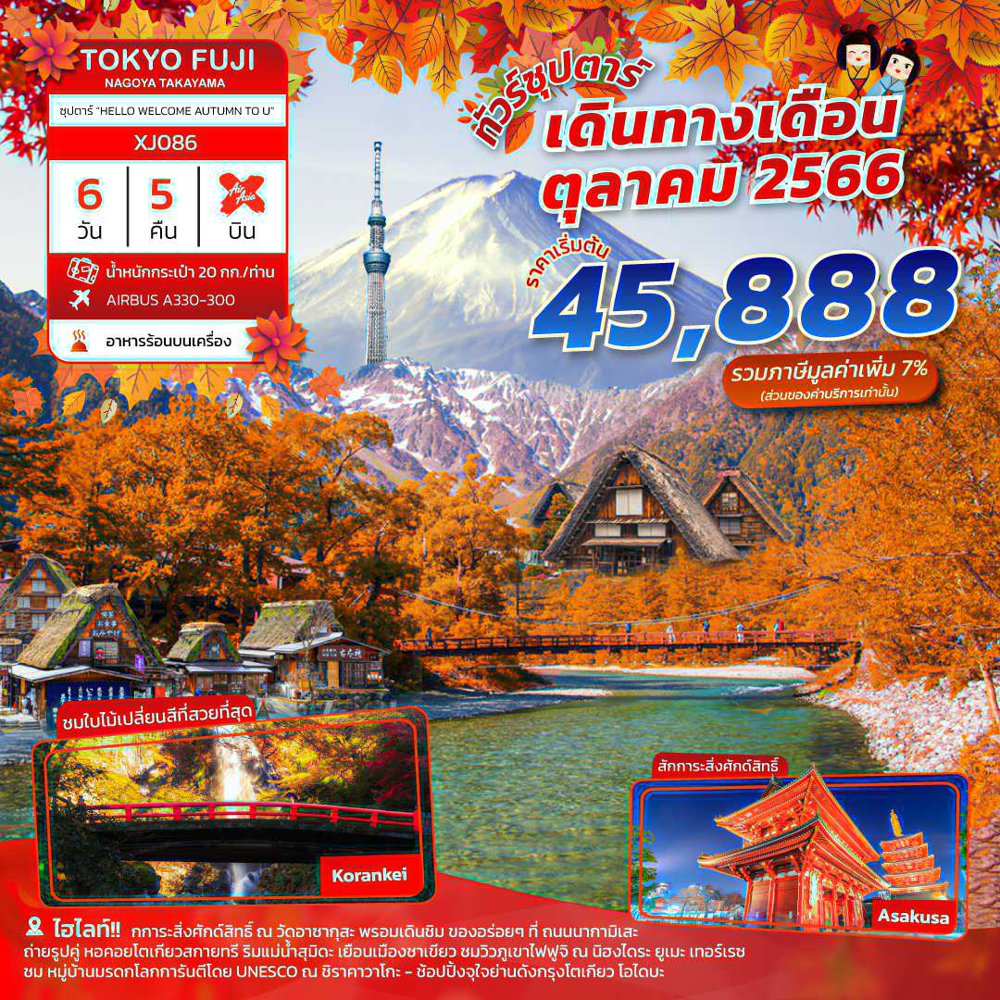 TOKYO FUJI
NAGOYA TAKAYAMA
ซุปตาร์ "HELLO WELCOME AUTUMN TO U"
XJ086
6 วัน
5 คืน
Air Asia บิน
น้ำหนักกระเป๋า 20 กก./ท่าน
AIRBUS A330-300
อาหารร้อนบนเครื่อง
ทัวร์ซุปตาร์
เดินทางเดือน
ตุลาคม 2566
ราคาเริ่มต้น
45,888
รวมภาษีมูลค่าเพิ่ม 7%
(ส่วนของค่าบริการเท่านั้น)
お食事
おみやげ
ชมใบไม้เปลี่ยนสีที่สวยที่สุด
Korankei
สักการะสิ่งศักดิ์สิทธิ์
Asakusa
ไฮไลท์!! กการะสิ่งศักดิ์สิทธิ์ ณ วัดอาซากุสะ พรอมเดินชิม ของอร่อยๆ ที่ ถนนนากามิเสะ
ถ่ายรูปคู่ หอคอยโตเกียวสกายทรี ริมแม่น้ำสุมิดะ เยือนเมืองซาเขียว ชมวิวภูเขาไฟฟูจิ ณ นิฮงไดระ ยูเมะ เทอร์เรซ
ชม หมู่บ้านมรดกโลกการันตีโดย UNESCO ณ ชิราคาวาโกะ - ช้อปปิ้งจุใจย่านดังกรุงโตเกียว โอไดบะ